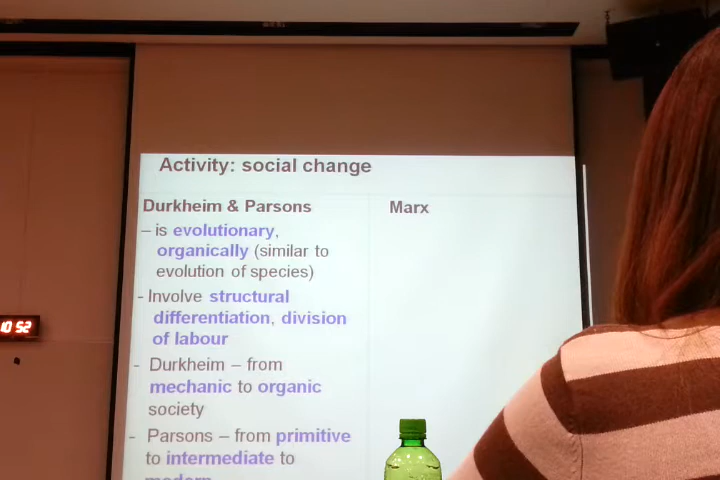 Activity: social change
Durkheim & Parsons
– is evolutionary,
organically (similar to
evolution of species)
- Involve structural
differentiation, division
of labour
- Durkheim – from
mechanic to organic
society
- Parsons – from primitive
to intermediate to
modern
Marx
10 52